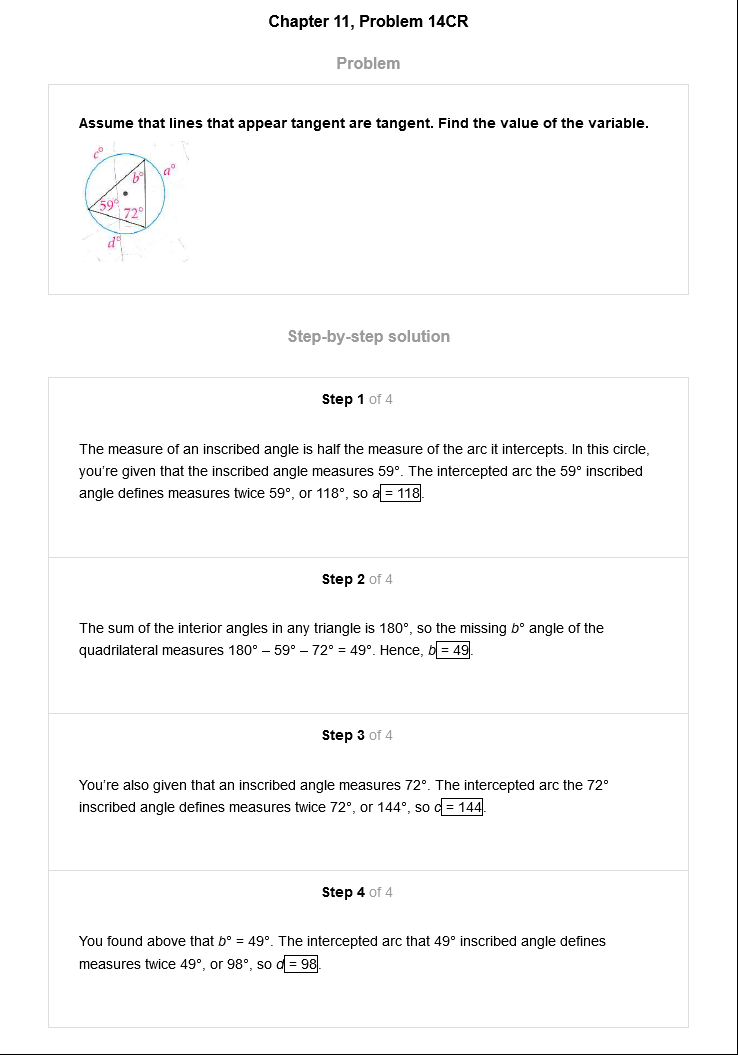 Chapter 11, Problem 14CR
Problem
Assume that lines that appear tangent are tangent. Find the value of the variable.
c°
b°
a°
59°
72°
d°
Step-by-step solution
Step 1 of 4
The measure of an inscribed angle is half the measure of the arc it intercepts. In this circle,
you’re given that the inscribed angle measures 59°. The intercepted arc the 59° inscribed
angle defines measures twice 59°, or 118°, so a = 118.
Step 2 of 4
The sum of the interior angles in any triangle is 180°, so the missing b° angle of the
quadrilateral measures 180° – 59° – 72° = 49°. Hence, b = 49.
Step 3 of 4
You’re also given that an inscribed angle measures 72°. The intercepted arc the 72°
inscribed angle defines measures twice 72°, or 144°, so c = 144.
Step 4 of 4
You found above that b° = 49°. The intercepted arc that 49° inscribed angle defines
measures twice 49°, or 98°, so d = 98.